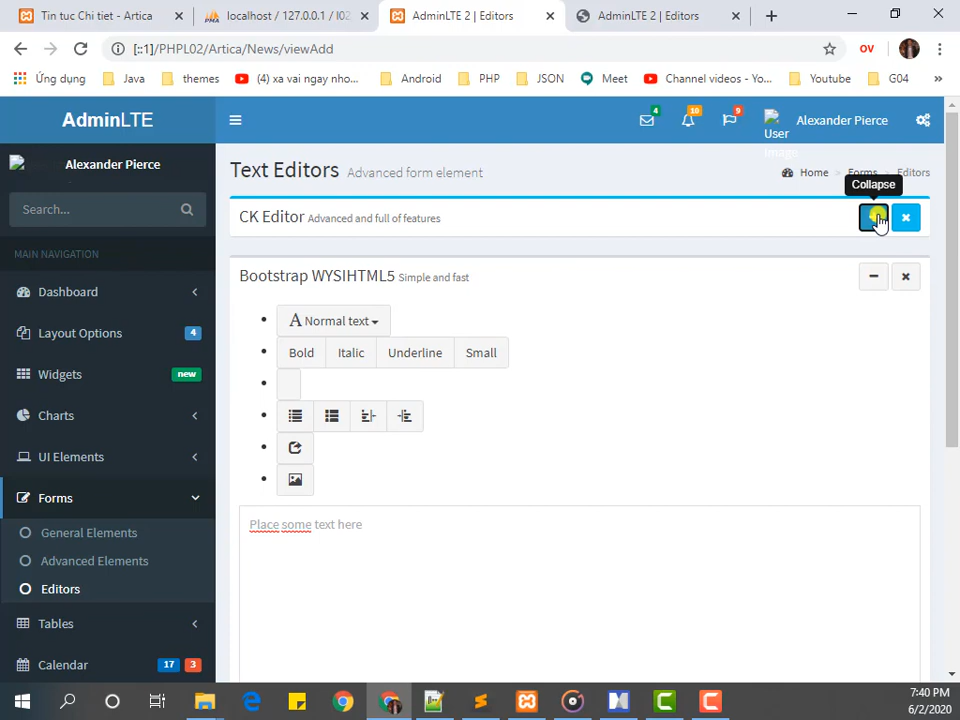 Tin tuc Chi tiet - Artica
localhost / 127.0.0.1 / l02
AdminLTE 2 | Editors
AdminLTE 2 | Editors
[::1]/PHPL02/Artica/News/viewAdd
OV
Ứng dụng
Java
themes
(4) xa vai ngay nho...
Android
PHP
JSON
Meet
Channel videos - Yo...
Youtube
G04
»
AdminLTE
4
10
9
User Image
Alexander Pierce
Alexander Pierce
Text Editors Advanced form element
Home
Forms
Editors
Collapse
Search...
CK Editor Advanced and full of features
MAIN NAVIGATION
Bootstrap WYSIHTML5 Simple and fast
Dashboard
A Normal text
Layout Options 4
Bold Italic Underline Small
Widgets new
Charts
UI Elements
Forms
Place some text here
General Elements
Advanced Elements
Editors
Tables
Calendar 17 3
7:40 PM
6/2/2020